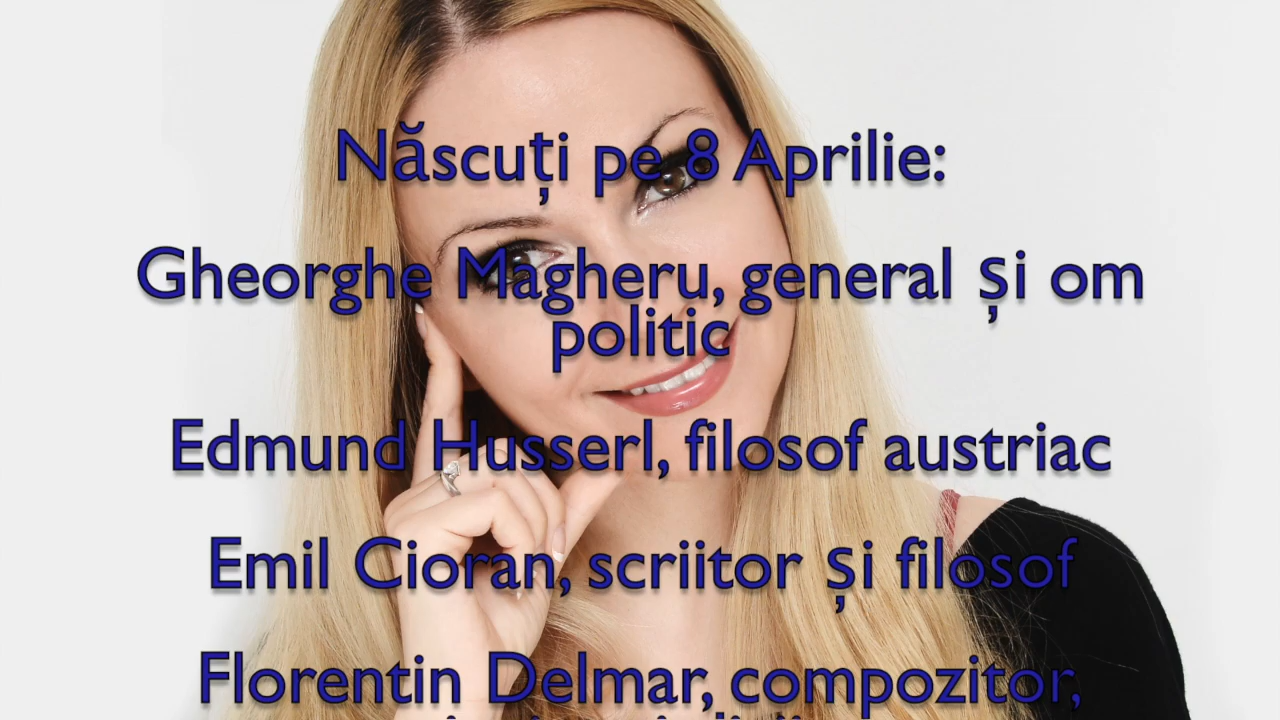 Născuți pe 8 Aprilie:
Gheorghe Magheru, general și om
politic
Edmund Husserl, filosof austriac
Emil Cioran, scriitor și filosof
Florentin Delmar, compozitor,